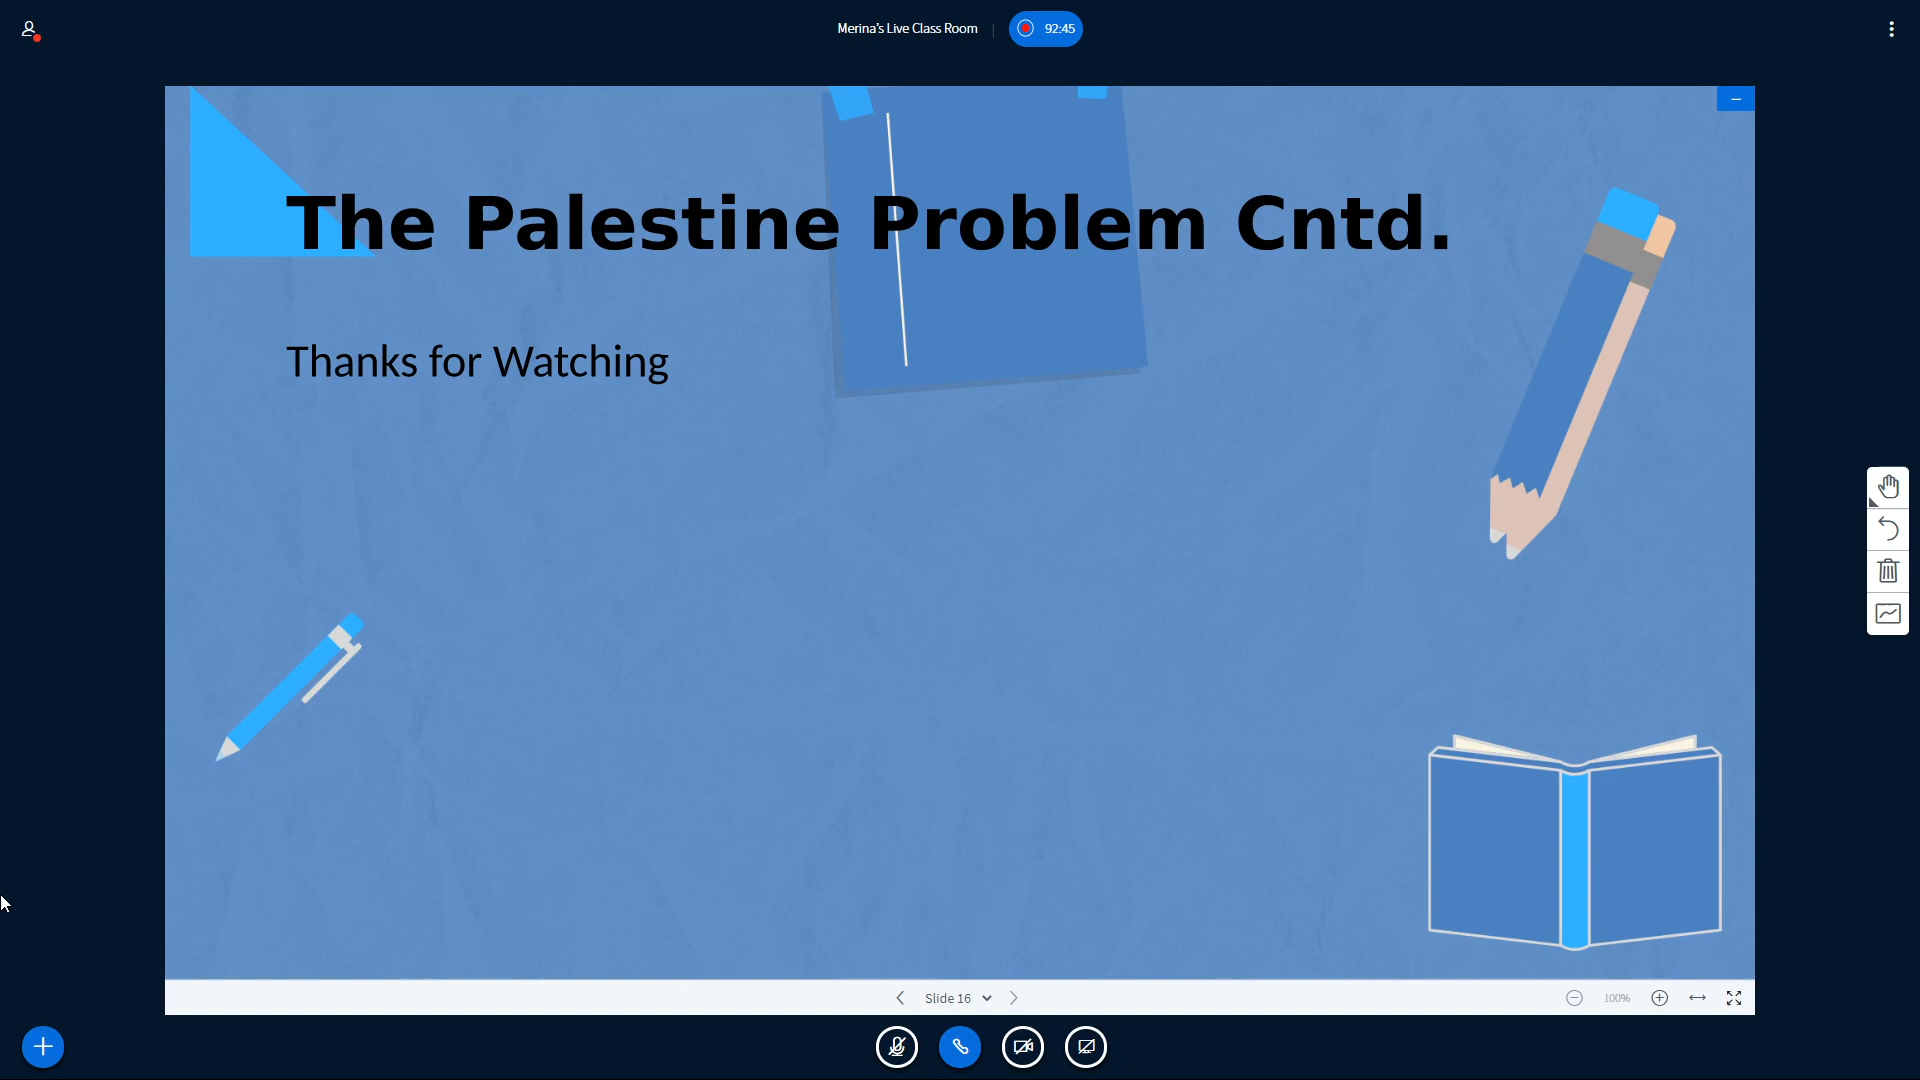 Merina's Live Class Room
92:45
The Palestine Problem Cntd.
Thanks for Watching
Slide 16
100%